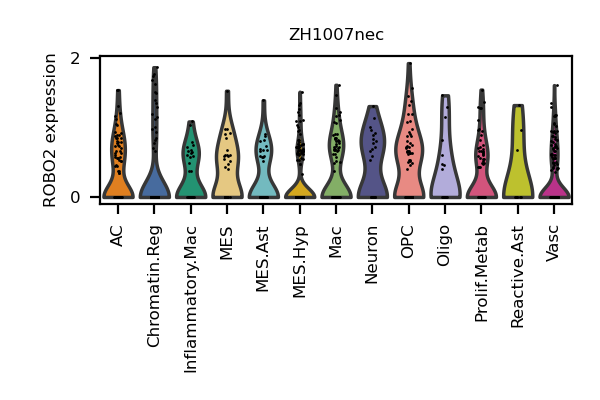 ZH1007nec
ROBO2 expression
2
0
AC
Chromatin.Reg
Inflammatory.Mac
MES
MES.Ast
MES.Hyp
Mac
Neuron
OPC
Oligo
Prolif.Metab
Reactive.Ast
Vasc